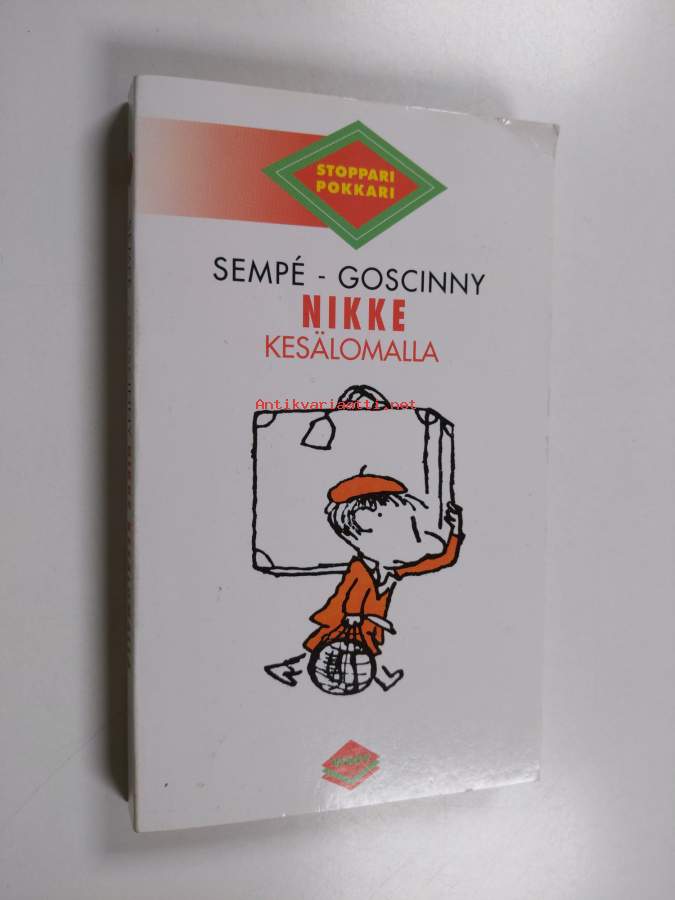 STOPPARI
POKKARI
SEMPÉ - GOSCINNY
NIKKE
KESÄLOMALLA
Antikvariaatti.net